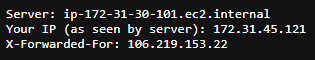 Server: ip-172-31-30-101.ec2.internal
Your IP (as seen by server): 172.31.45.121
X-Forwarded-For: 106.219.153.22